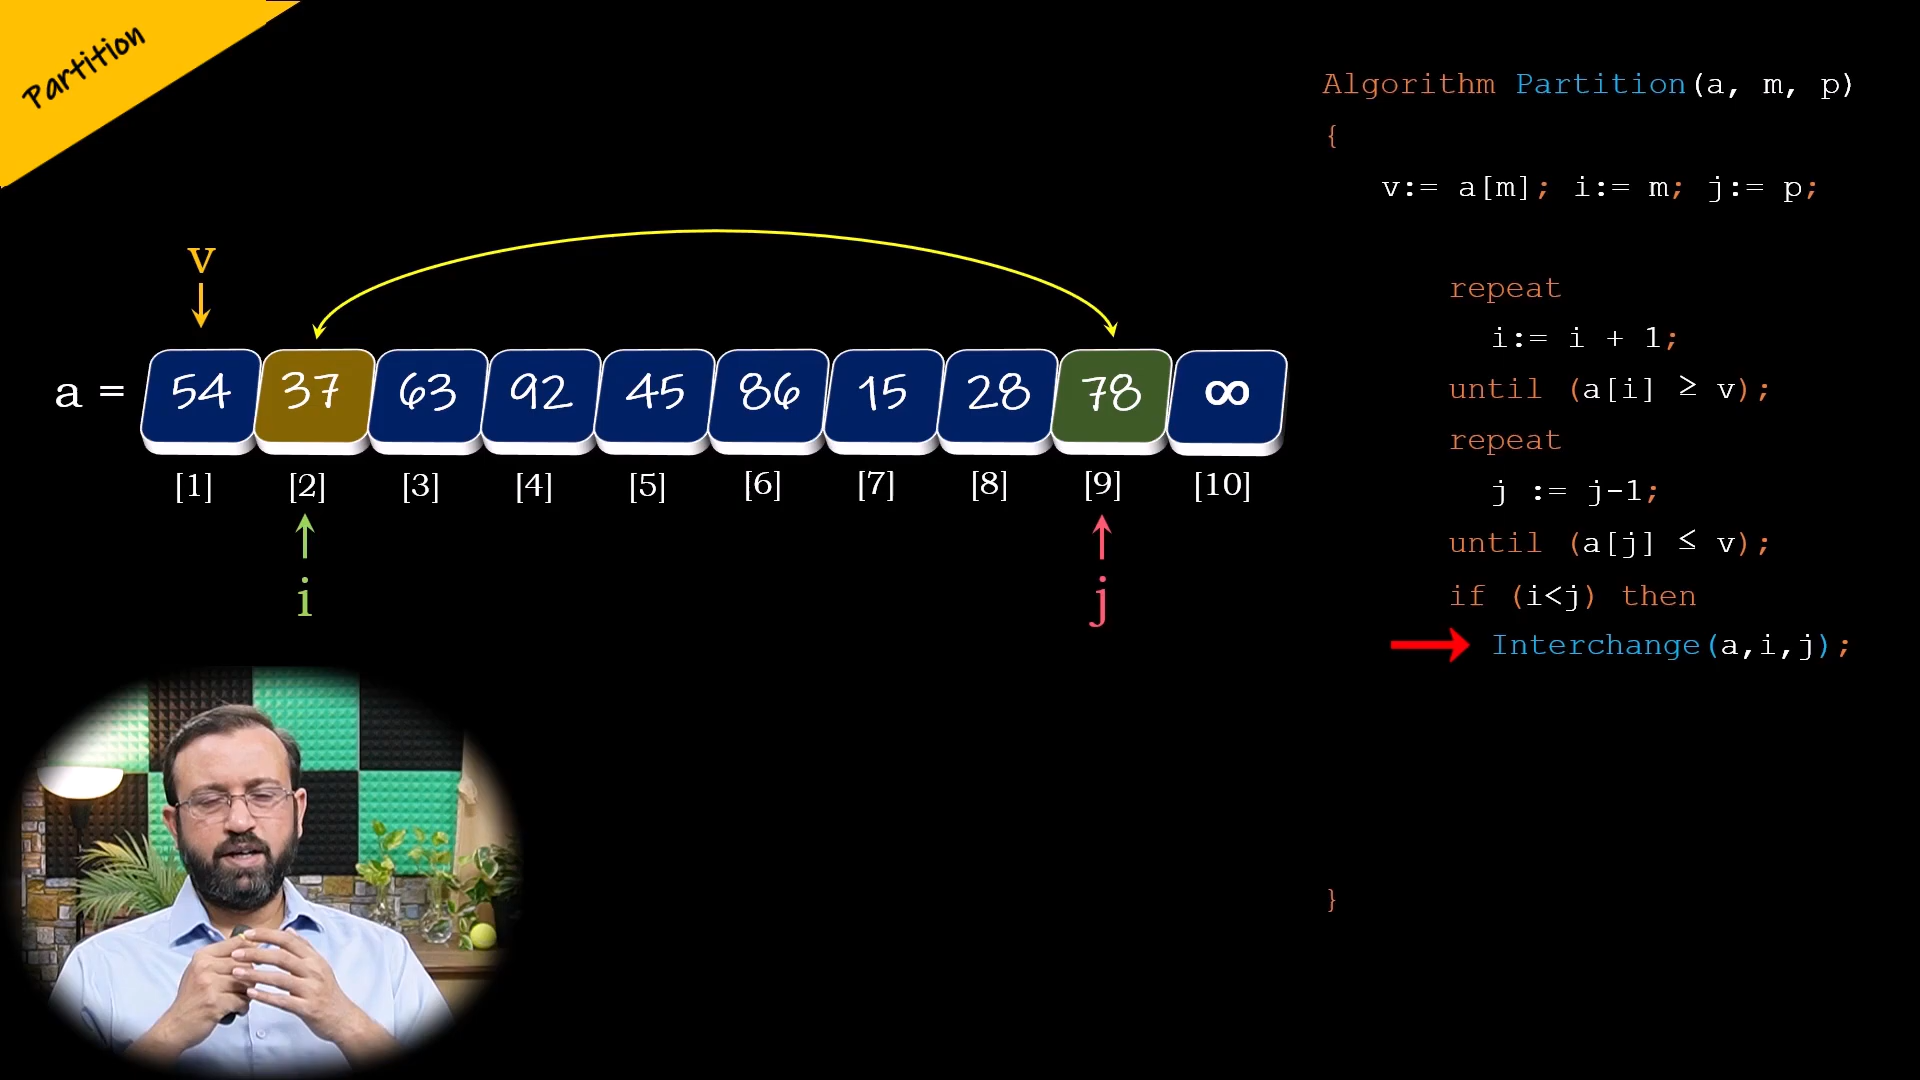 Partition
Algorithm Partition(a, m, p)
{
v:= a[m]; i:= m; j:= p;
repeat
i:= i + 1;
until (a[i] ≥ v);
repeat
j := j-1;
until (a[j] ≤ v);
if (i<j) then
Interchange(a,i,j);
}
v
a = 54 37 63 92 45 86 15 28 78 ∞
[1] [2] [3] [4] [5] [6] [7] [8] [9] [10]
i j